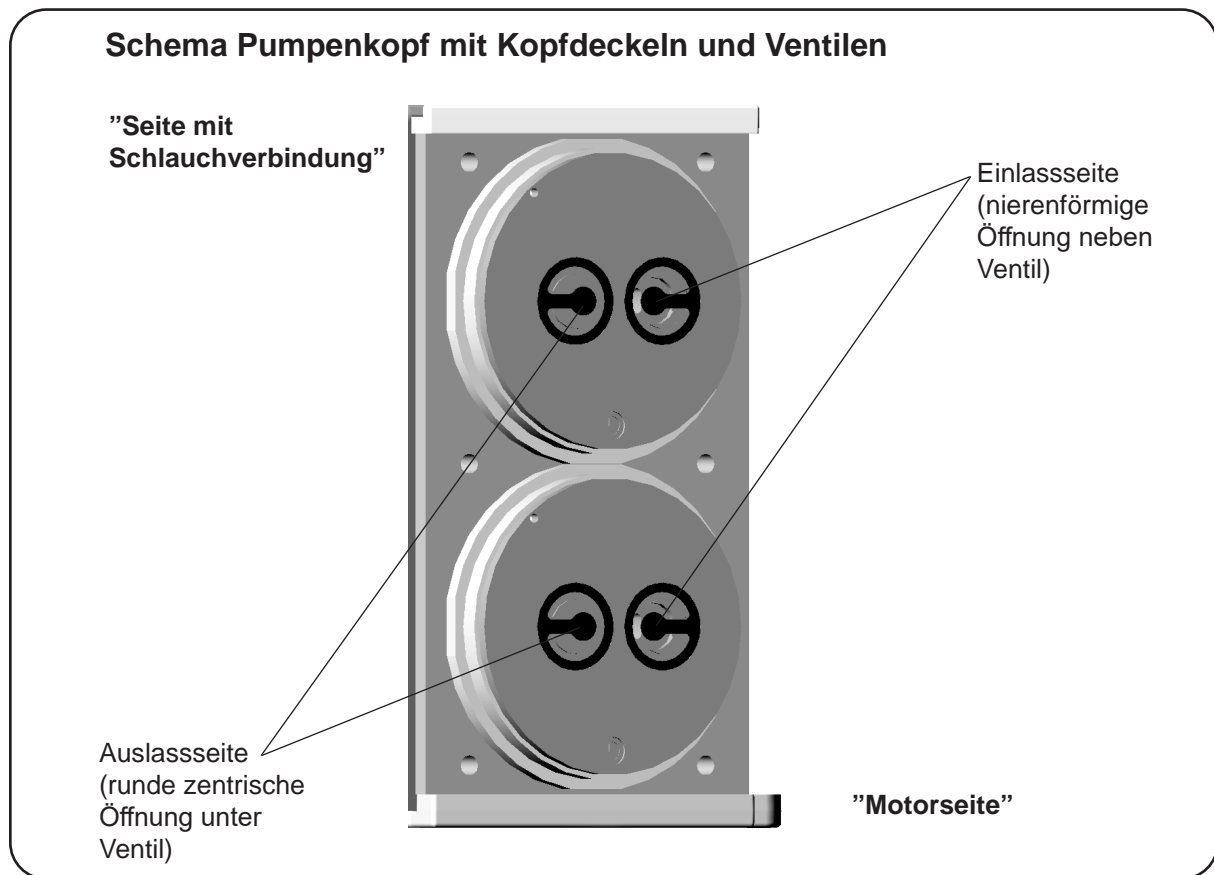 Schema Pumpenkopf mit Kopfdeckeln und Ventilen
”Seite mit
Schlauchverbindung”
Einlassseite
(nierenförmige
Öffnung neben
Ventil)
Auslassseite
(runde zentrische
Öffnung unter
Ventil)
”Motorseite”